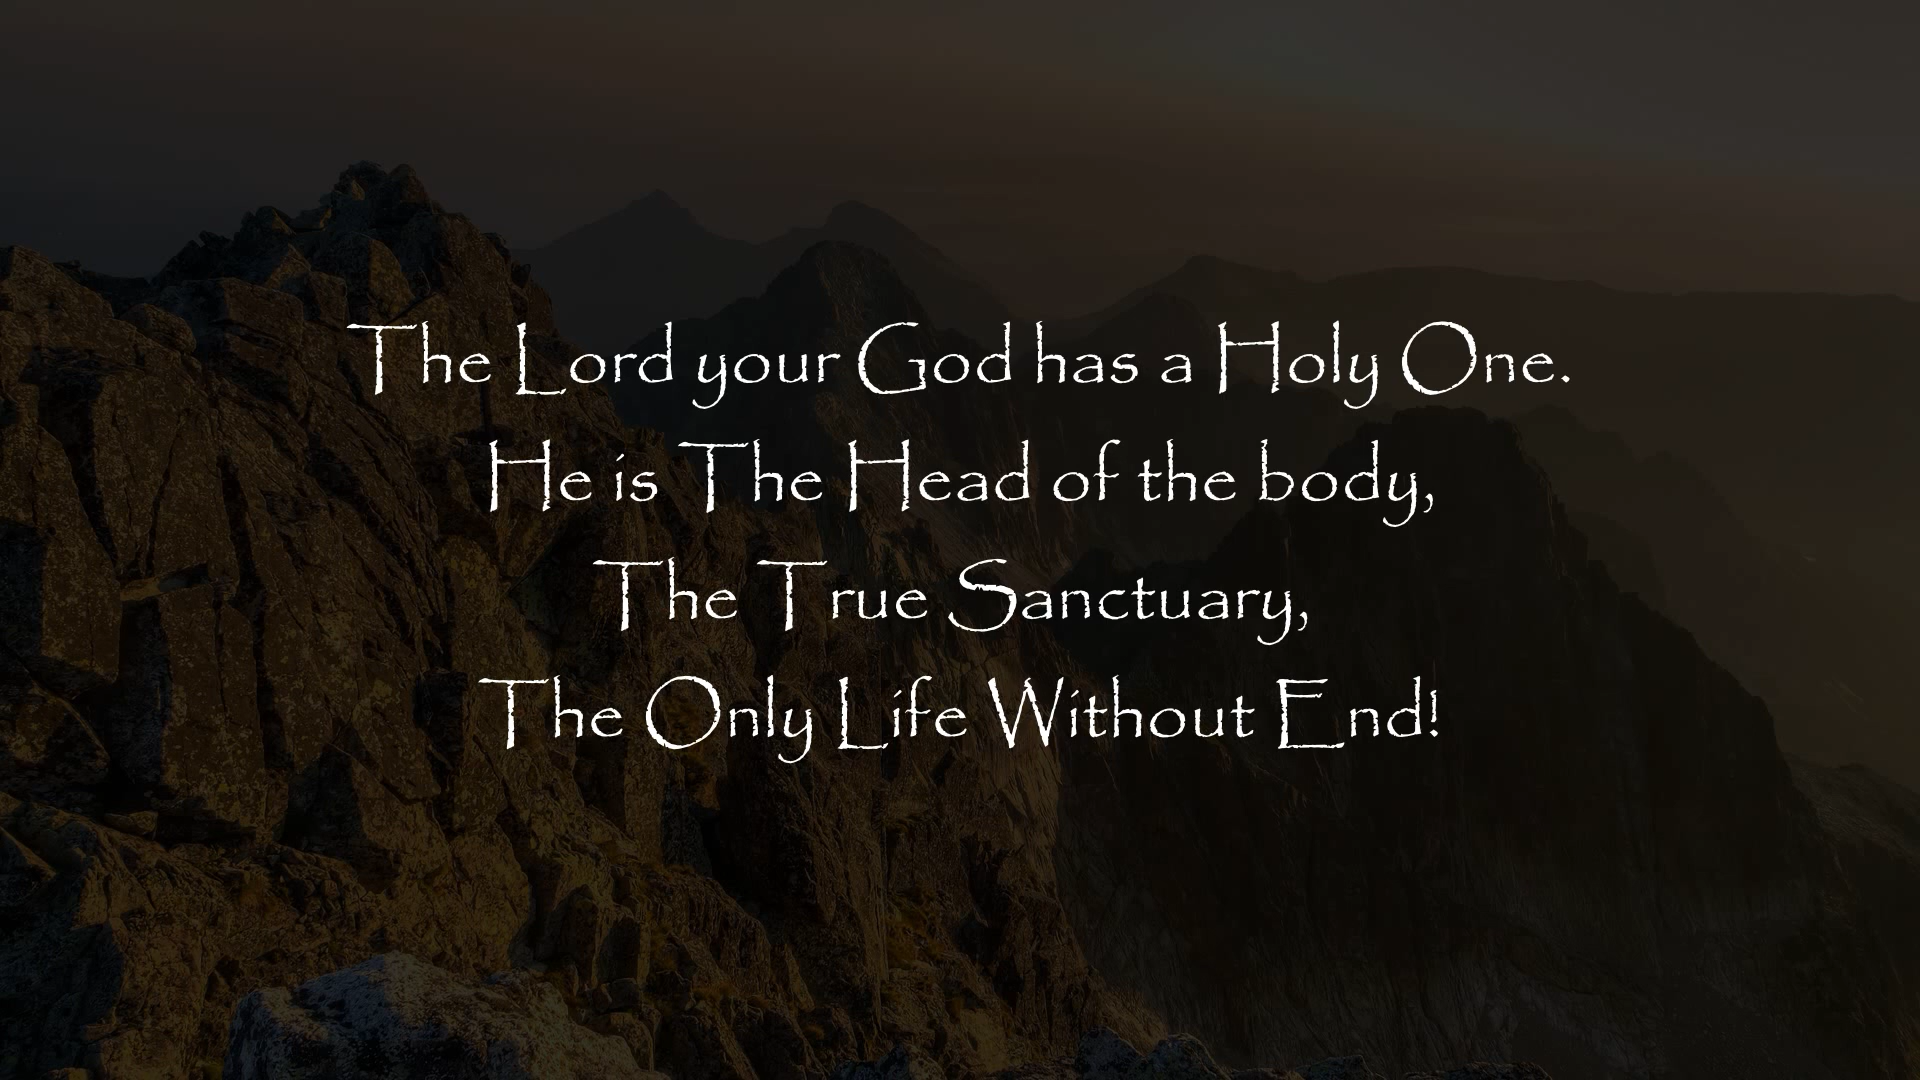 The Lord your God has a Holy One.
He is The Head of the body,
The True Sanctuary,
The Only Life Without End!